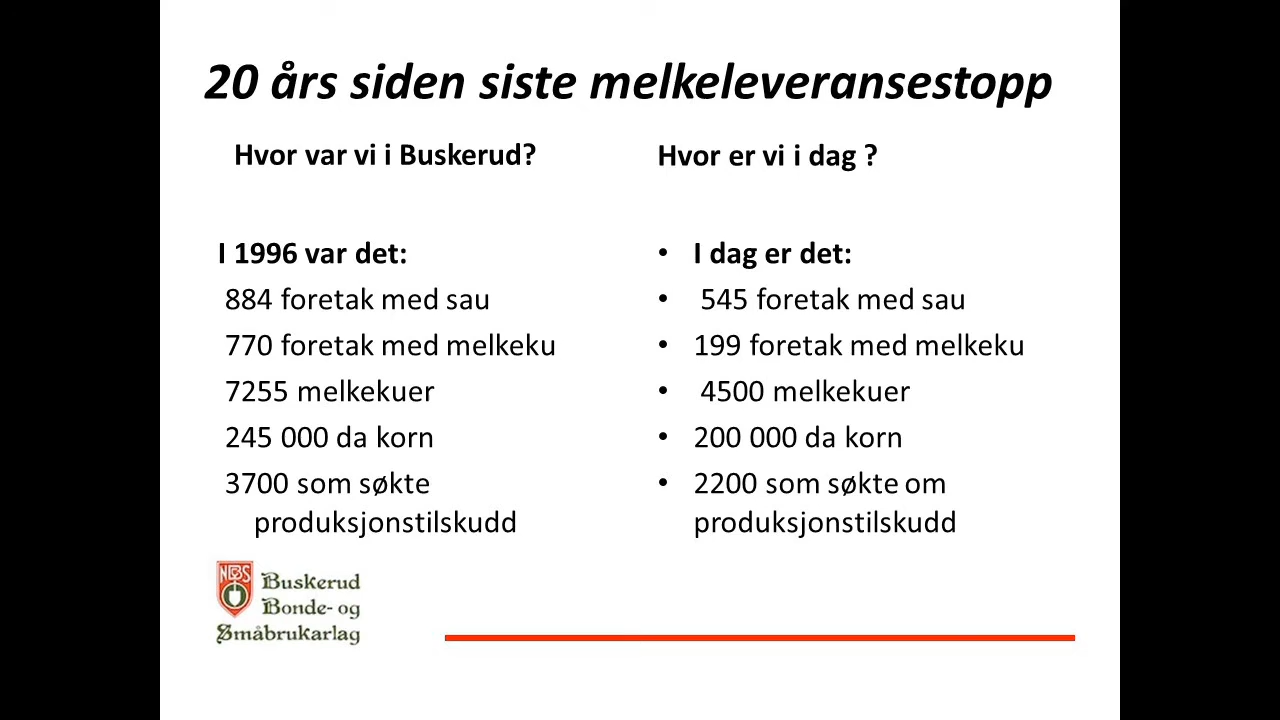 20 års siden siste melkeleveransestopp
Hvor var vi i Buskerud?
I 1996 var det:
884 foretak med sau
770 foretak med melkeku
7255 melkekuer
245 000 da korn
3700 som søkte
produksjonstilskudd
Hvor er vi i dag ?
• I dag er det:
• 545 foretak med sau
• 199 foretak med melkeku
• 4500 melkekuer
• 200 000 da korn
• 2200 som søkte om
produksjonstilskudd
NBS
Buskerud
Bonde- og
Småbrukarlag